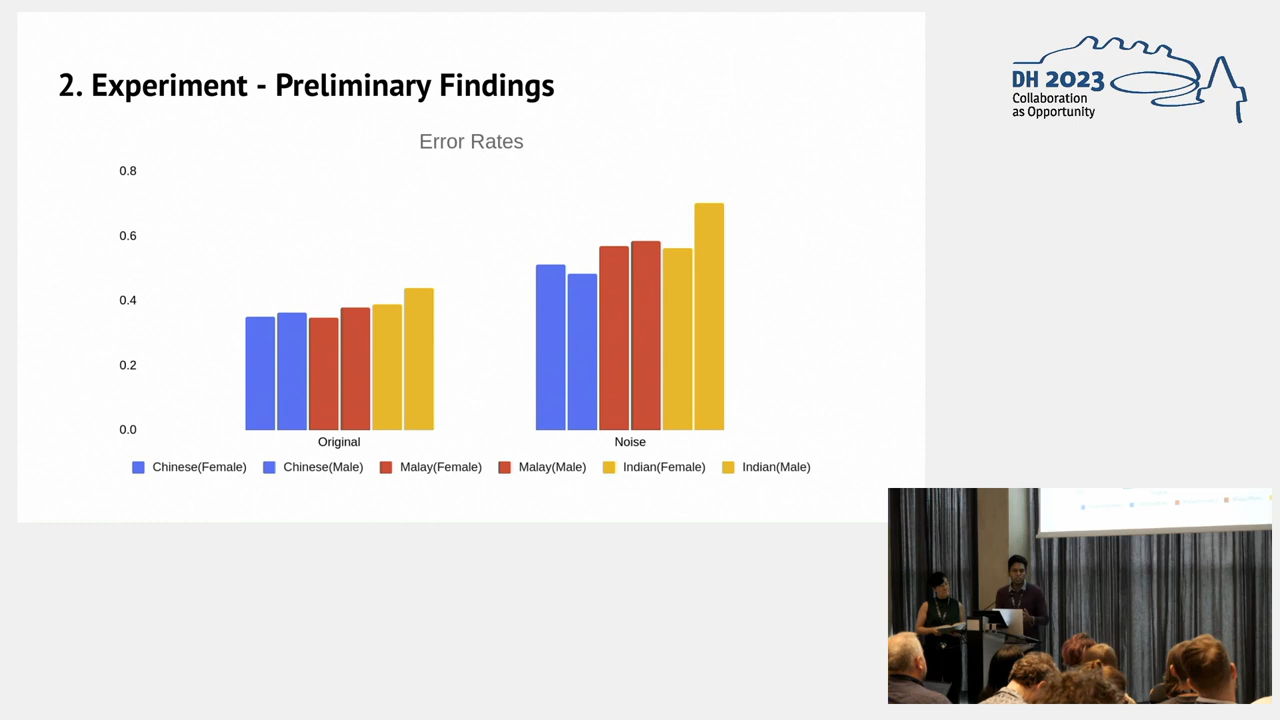 2. Experiment - Preliminary Findings
Error Rates
0.8
0.6
0.4
0.2
0.0
Original
Noise
Chinese(Female)
Chinese(Male)
Malay(Female)
Malay(Male)
Indian(Female)
Indian(Male)
DH 2023
Collaboration
as Opportunity